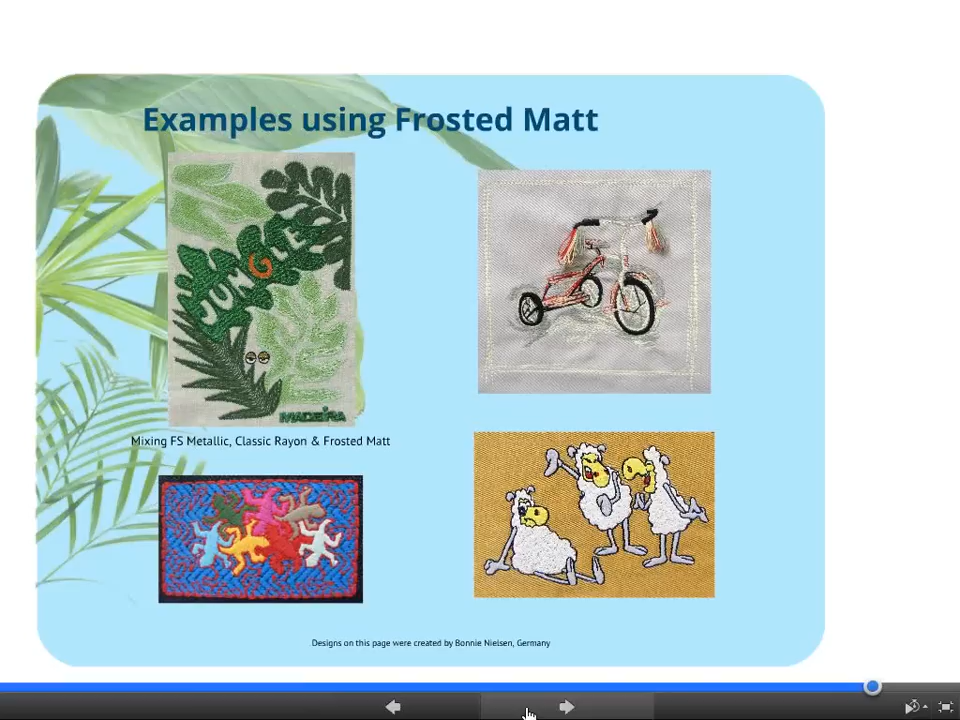 Examples using Frosted Matt
JUNGLE
MADEIRA
Mixing FS Metallic, Classic Rayon & Frosted Matt
Designs on this page were created by Bonnie Nielsen, Germany